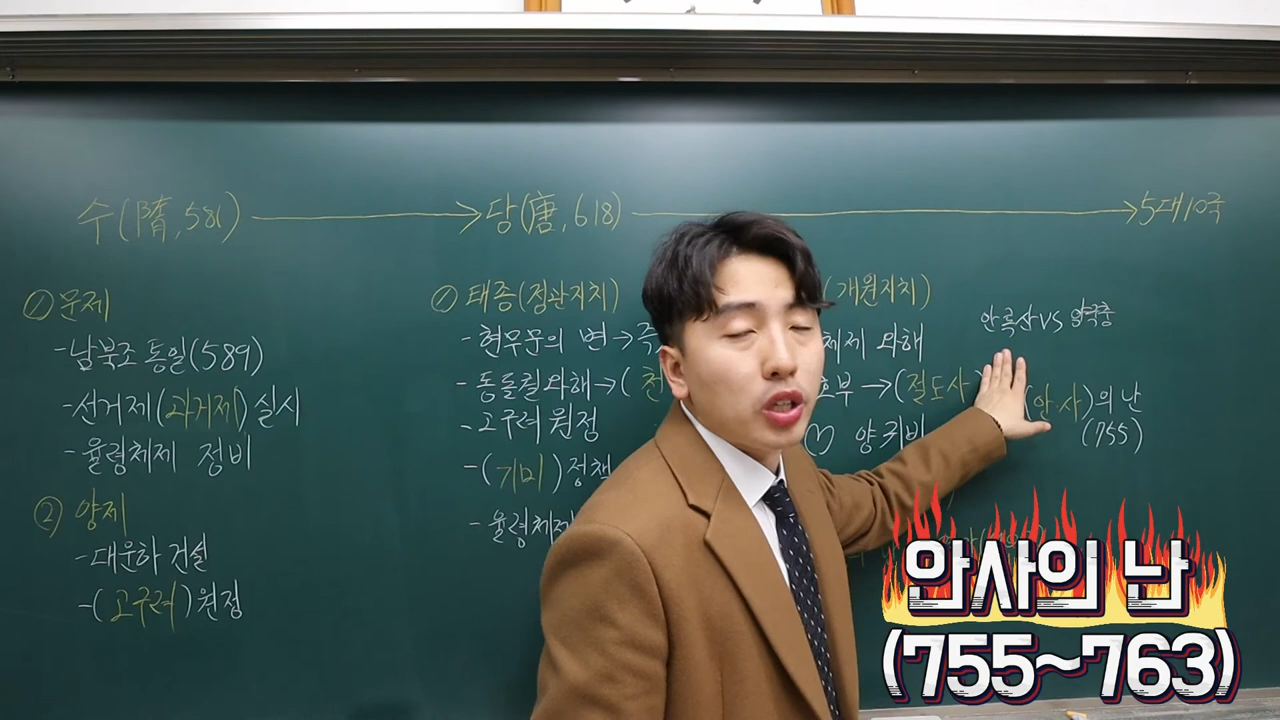 수(隋,581) → 당(唐,618) → 5대10국
① 문제
-남북조 통일(589)
-선거제(과거제) 실시
-율령체제 정비
② 양제
-대운하 건설
-(고구려)원정
① 태종(정관지치)
-현무문의 변→
-동돌궐와해→(
-고구려 원정
-(기미)정책
-율령체제
(개원지치)
체제 와해
→(절도사
♡ 양귀비
안록산 vs 양국충
(안사)의 난
(755)
안사의 난
(755~763)